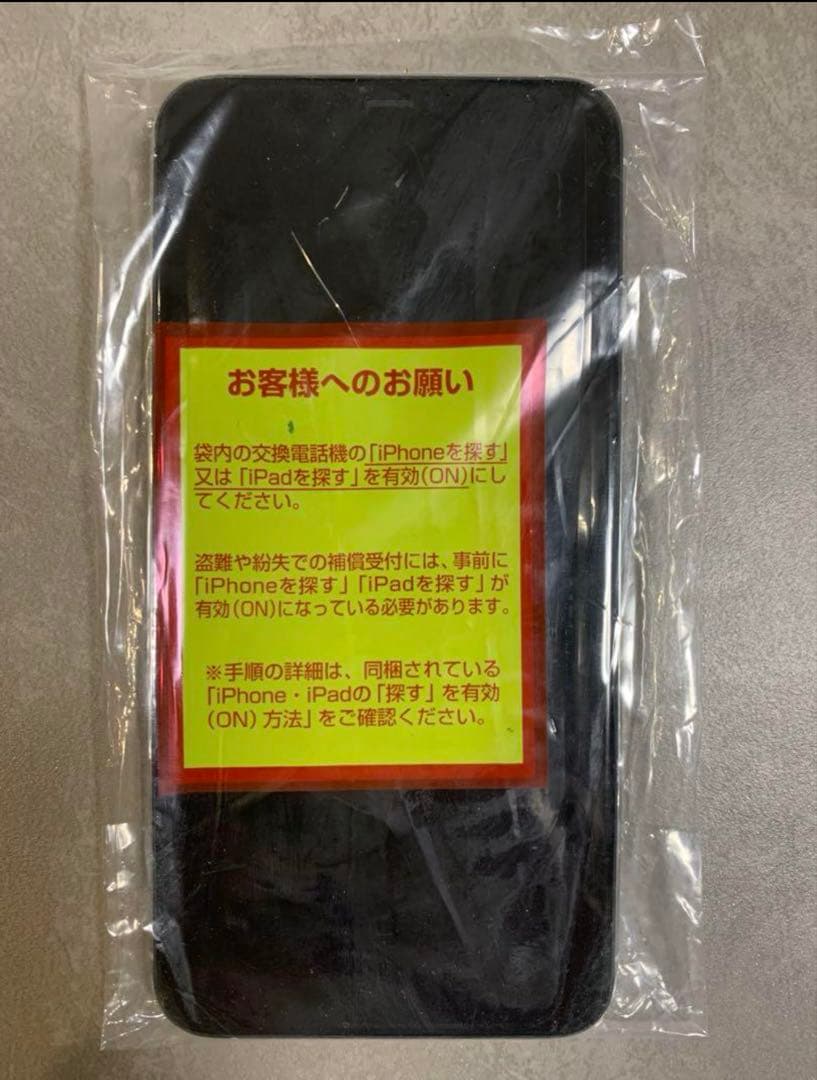 お客様へのお願い
袋内の交換電話機の「iPhoneを探す」
又は「iPadを探す」を有効(ON)にし
てください。
盗難や紛失での補償受付には、事前に
「iPhoneを探す」「iPadを探す」が
有効(ON)になっている必要があります。
※手順の詳細は、同梱されている
「iPhone・iPadの「探す」を有効
(ON)方法」をご確認ください。